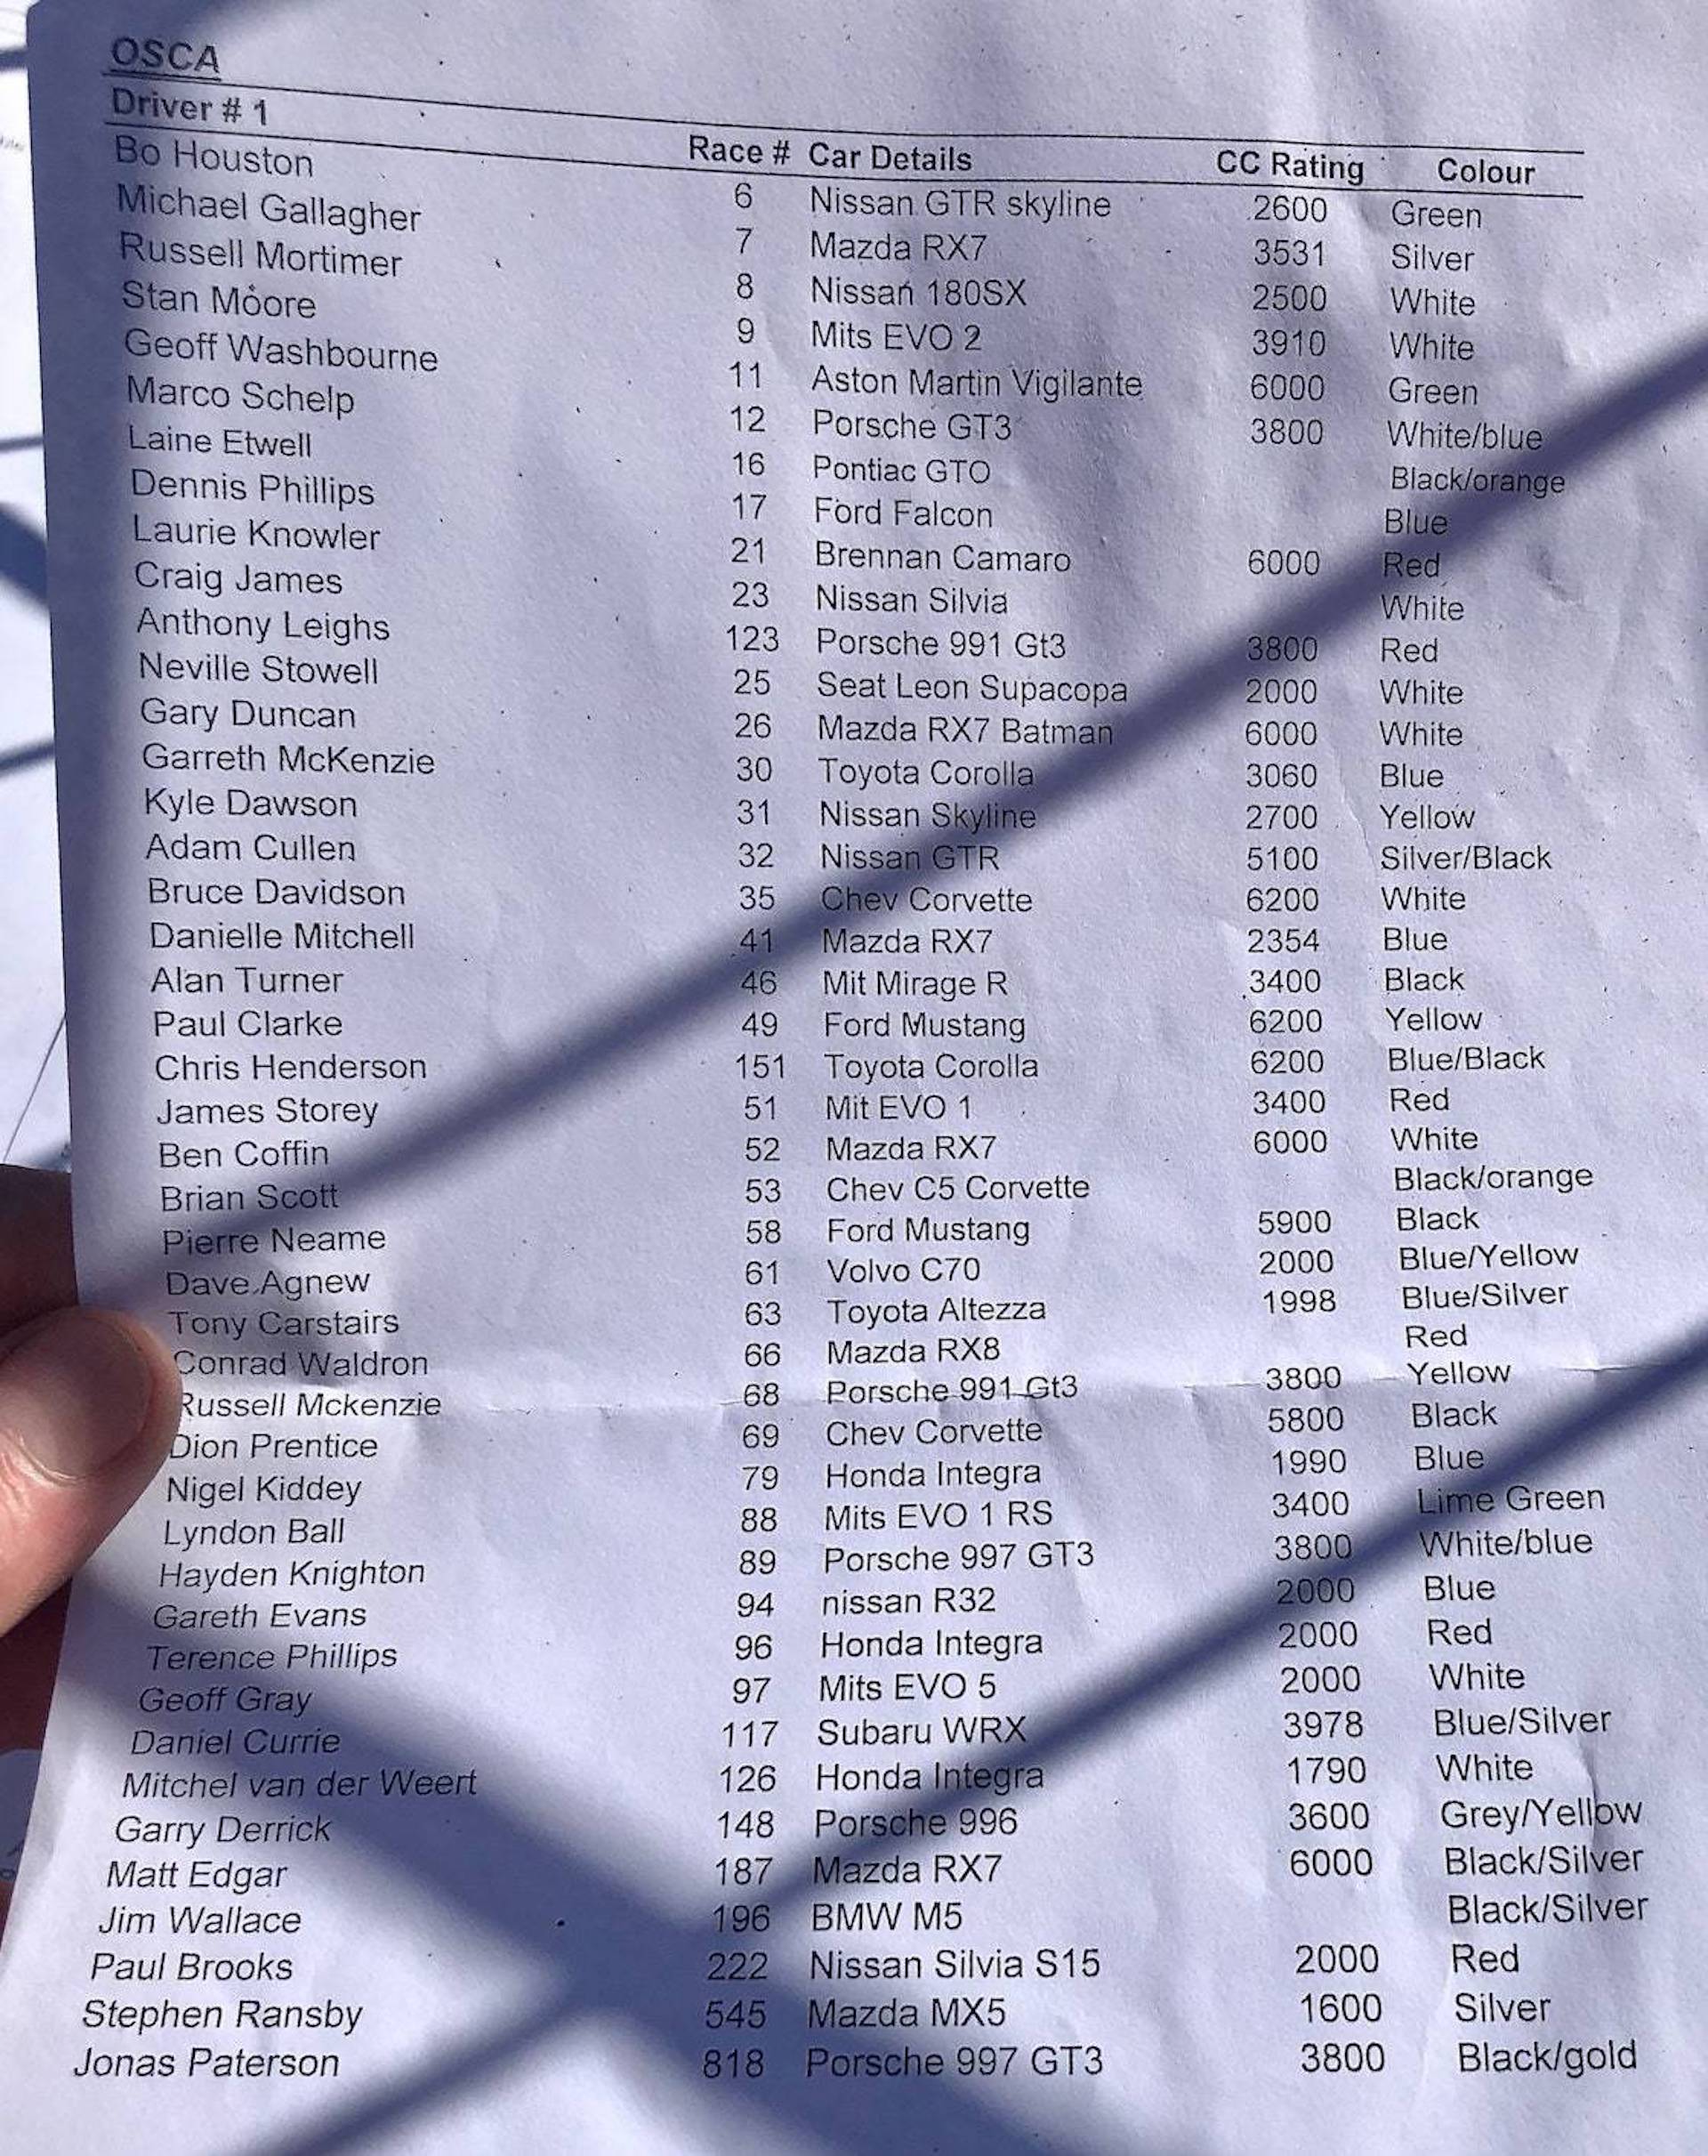 OSCA
Driver # 1 Race # Car Details CC Rating Colour
Bo Houston 6 Nissan GTR skyline 2600 Green
Michael Gallagher 7 Mazda RX7 3531 Silver
Russell Mortimer 8 Nissan 180SX 2500 White
Stan Moore 9 Mits EVO 2 3910 White
Geoff Washbourne 11 Aston Martin Vigilante 6000 Green
Marco Schelp 12 Porsche GT3 3800 White/blue
Laine Etwell 16 Pontiac GTO Black/orange
Dennis Phillips 17 Ford Falcon Blue
Laurie Knowler 21 Brennan Camaro 6000 Red
Craig James 23 Nissan Silvia White
Anthony Leighs 123 Porsche 991 Gt3 3800 Red
Neville Stowell 25 Seat Leon Supacopa 2000 White
Gary Duncan 26 Mazda RX7 Batman 6000 White
Garreth McKenzie 30 Toyota Corolla 3060 Blue
Kyle Dawson 31 Nissan Skyline 2700 Yellow
Adam Cullen 32 Nissan GTR 5100 Silver/Black
Bruce Davidson 35 Chev Corvette 6200 White
Danielle Mitchell 41 Mazda RX7 2354 Blue
Alan Turner 46 Mit Mirage R 3400 Black
Paul Clarke 49 Ford Mustang 6200 Yellow
Chris Henderson 151 Toyota Corolla 6200 Blue/Black
James Storey 51 Mit EVO 1 3400 Red
Ben Coffin 52 Mazda RX7 6000 White
Brian Scott 53 Chev C5 Corvette Black/orange
Pierre Neame 58 Ford Mustang 5900 Black
Dave Agnew 61 Volvo C70 2000 Blue/Yellow
Tony Carstairs 63 Toyota Altezza 1998 Blue/Silver
Conrad Waldron 66 Mazda RX8 Red
Russell Mckenzie 68 Porsche 991 Gt3 3800 Yellow
Dion Prentice 69 Chev Corvette 5800 Black
Nigel Kiddey 79 Honda Integra 1990 Blue
Lyndon Ball 88 Mits EVO 1 RS 3400 Lime Green
Hayden Knighton 89 Porsche 997 GT3 3800 White/blue
Gareth Evans 94 nissan R32 2000 Blue
Terence Phillips 96 Honda Integra 2000 Red
Geoff Gray 97 Mits EVO 5 2000 White
Daniel Currie 117 Subaru WRX 3978 Blue/Silver
Mitchel van der Weert 126 Honda Integra 1790 White
Garry Derrick 148 Porsche 996 3600 Grey/Yellow
Matt Edgar 187 Mazda RX7 6000 Black/Silver
Jim Wallace 196 BMW M5 Black/Silver
Paul Brooks 222 Nissan Silvia S15 2000 Red
Stephen Ransby 545 Mazda MX5 1600 Silver
Jonas Paterson 818 Porsche 997 GT3 3800 Black/gold